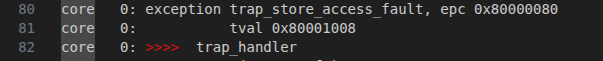 80 core 0: exception trap_store_access_fault, epc 0x80000080
81 core 0: tval 0x80001008
82 core 0: >>>> trap_handler